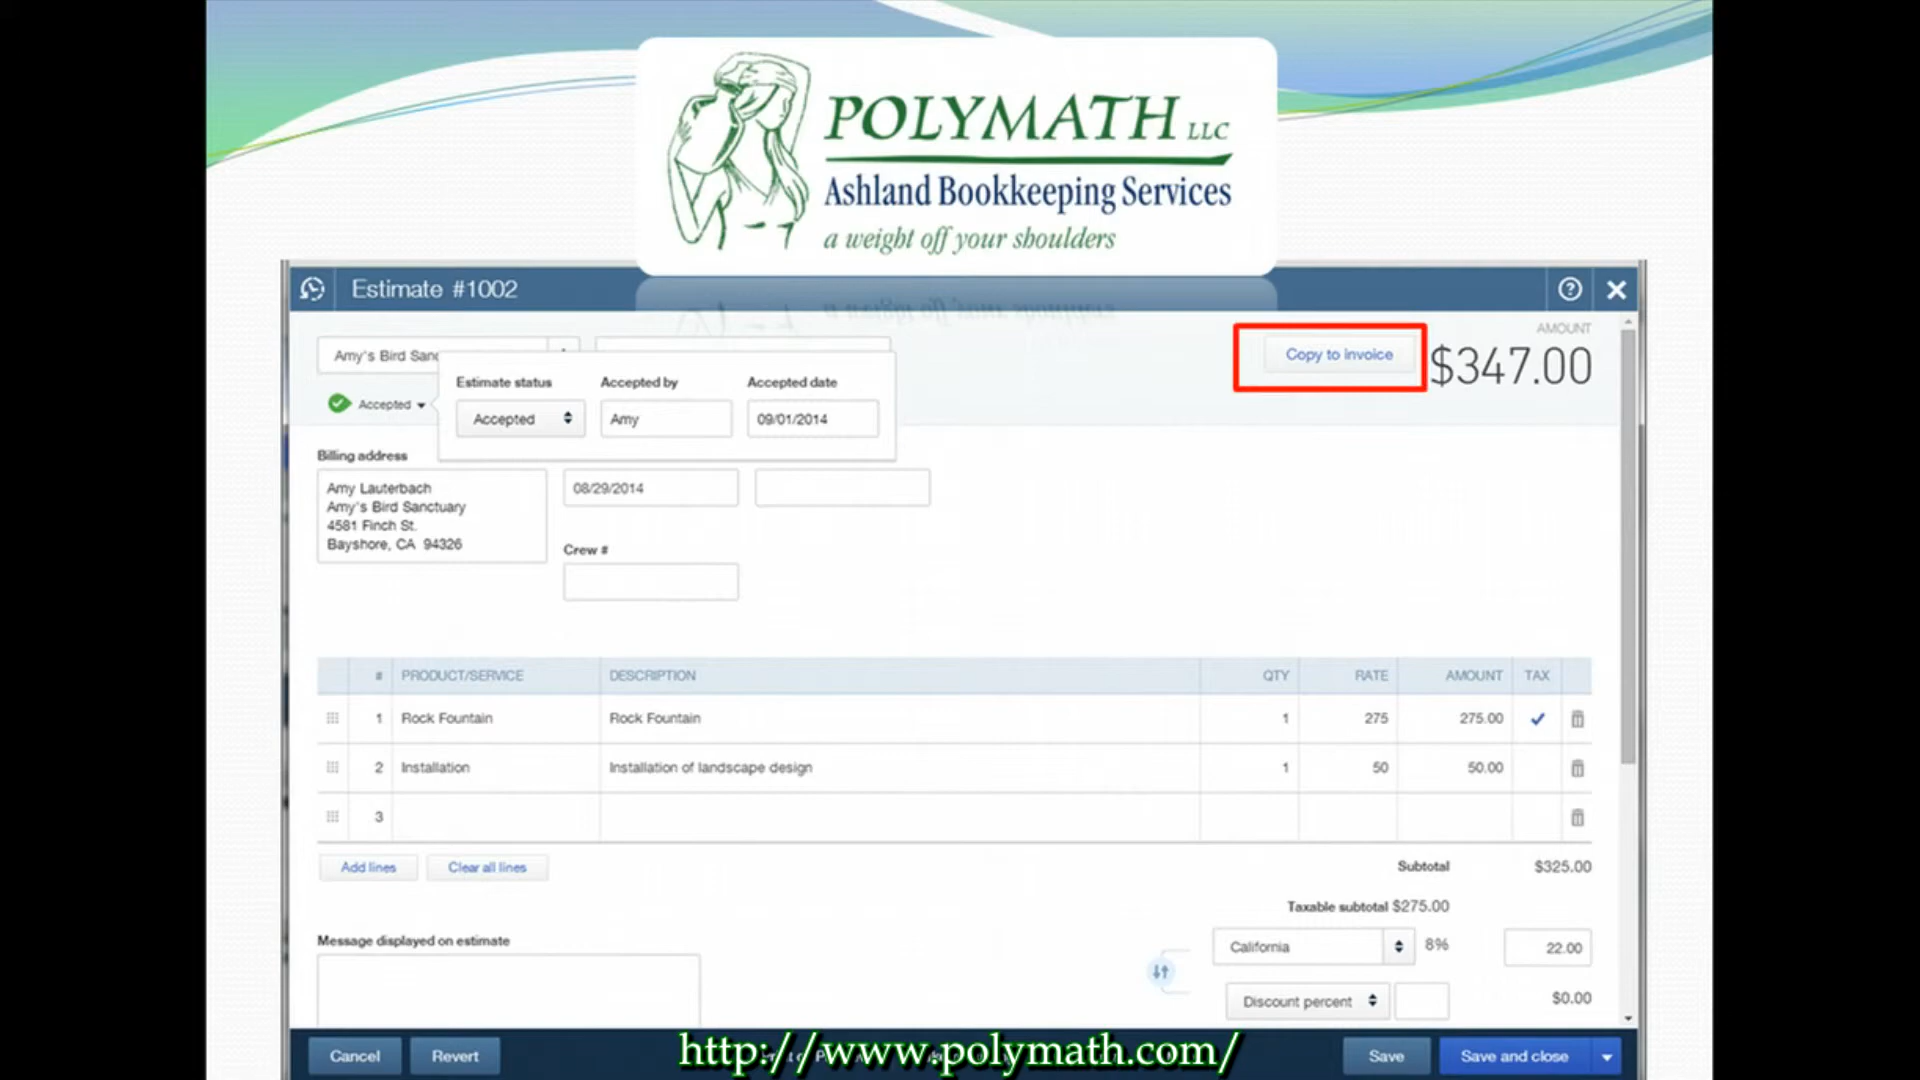 POLYMATH LLC
Ashland Bookkeeping Services
a weight off your shoulders
Estimate #1002
Amy's Bird Sanc
Copy to invoice
AMOUNT
$347.00
Accepted
Estimate status
Accepted by
Accepted date
Accepted
Amy
09/01/2014
Billing address
Amy Lauterbach
Amy's Bird Sanctuary
4581 Finch St.
Bayshore, CA 94326
08/29/2014
Crew #
# PRODUCT/SERVICE DESCRIPTION QTY RATE AMOUNT TAX
1 Rock Fountain Rock Fountain 1 275 275.00
2 Installation Installation of landscape design 1 50 50.00
3
Add lines Clear all lines
Subtotal $325.00
Taxable subtotal $275.00
Message displayed on estimate
California 8% 22.00
Discount percent $0.00
Cancel Revert
http://www.polymath.com/
Save Save and close